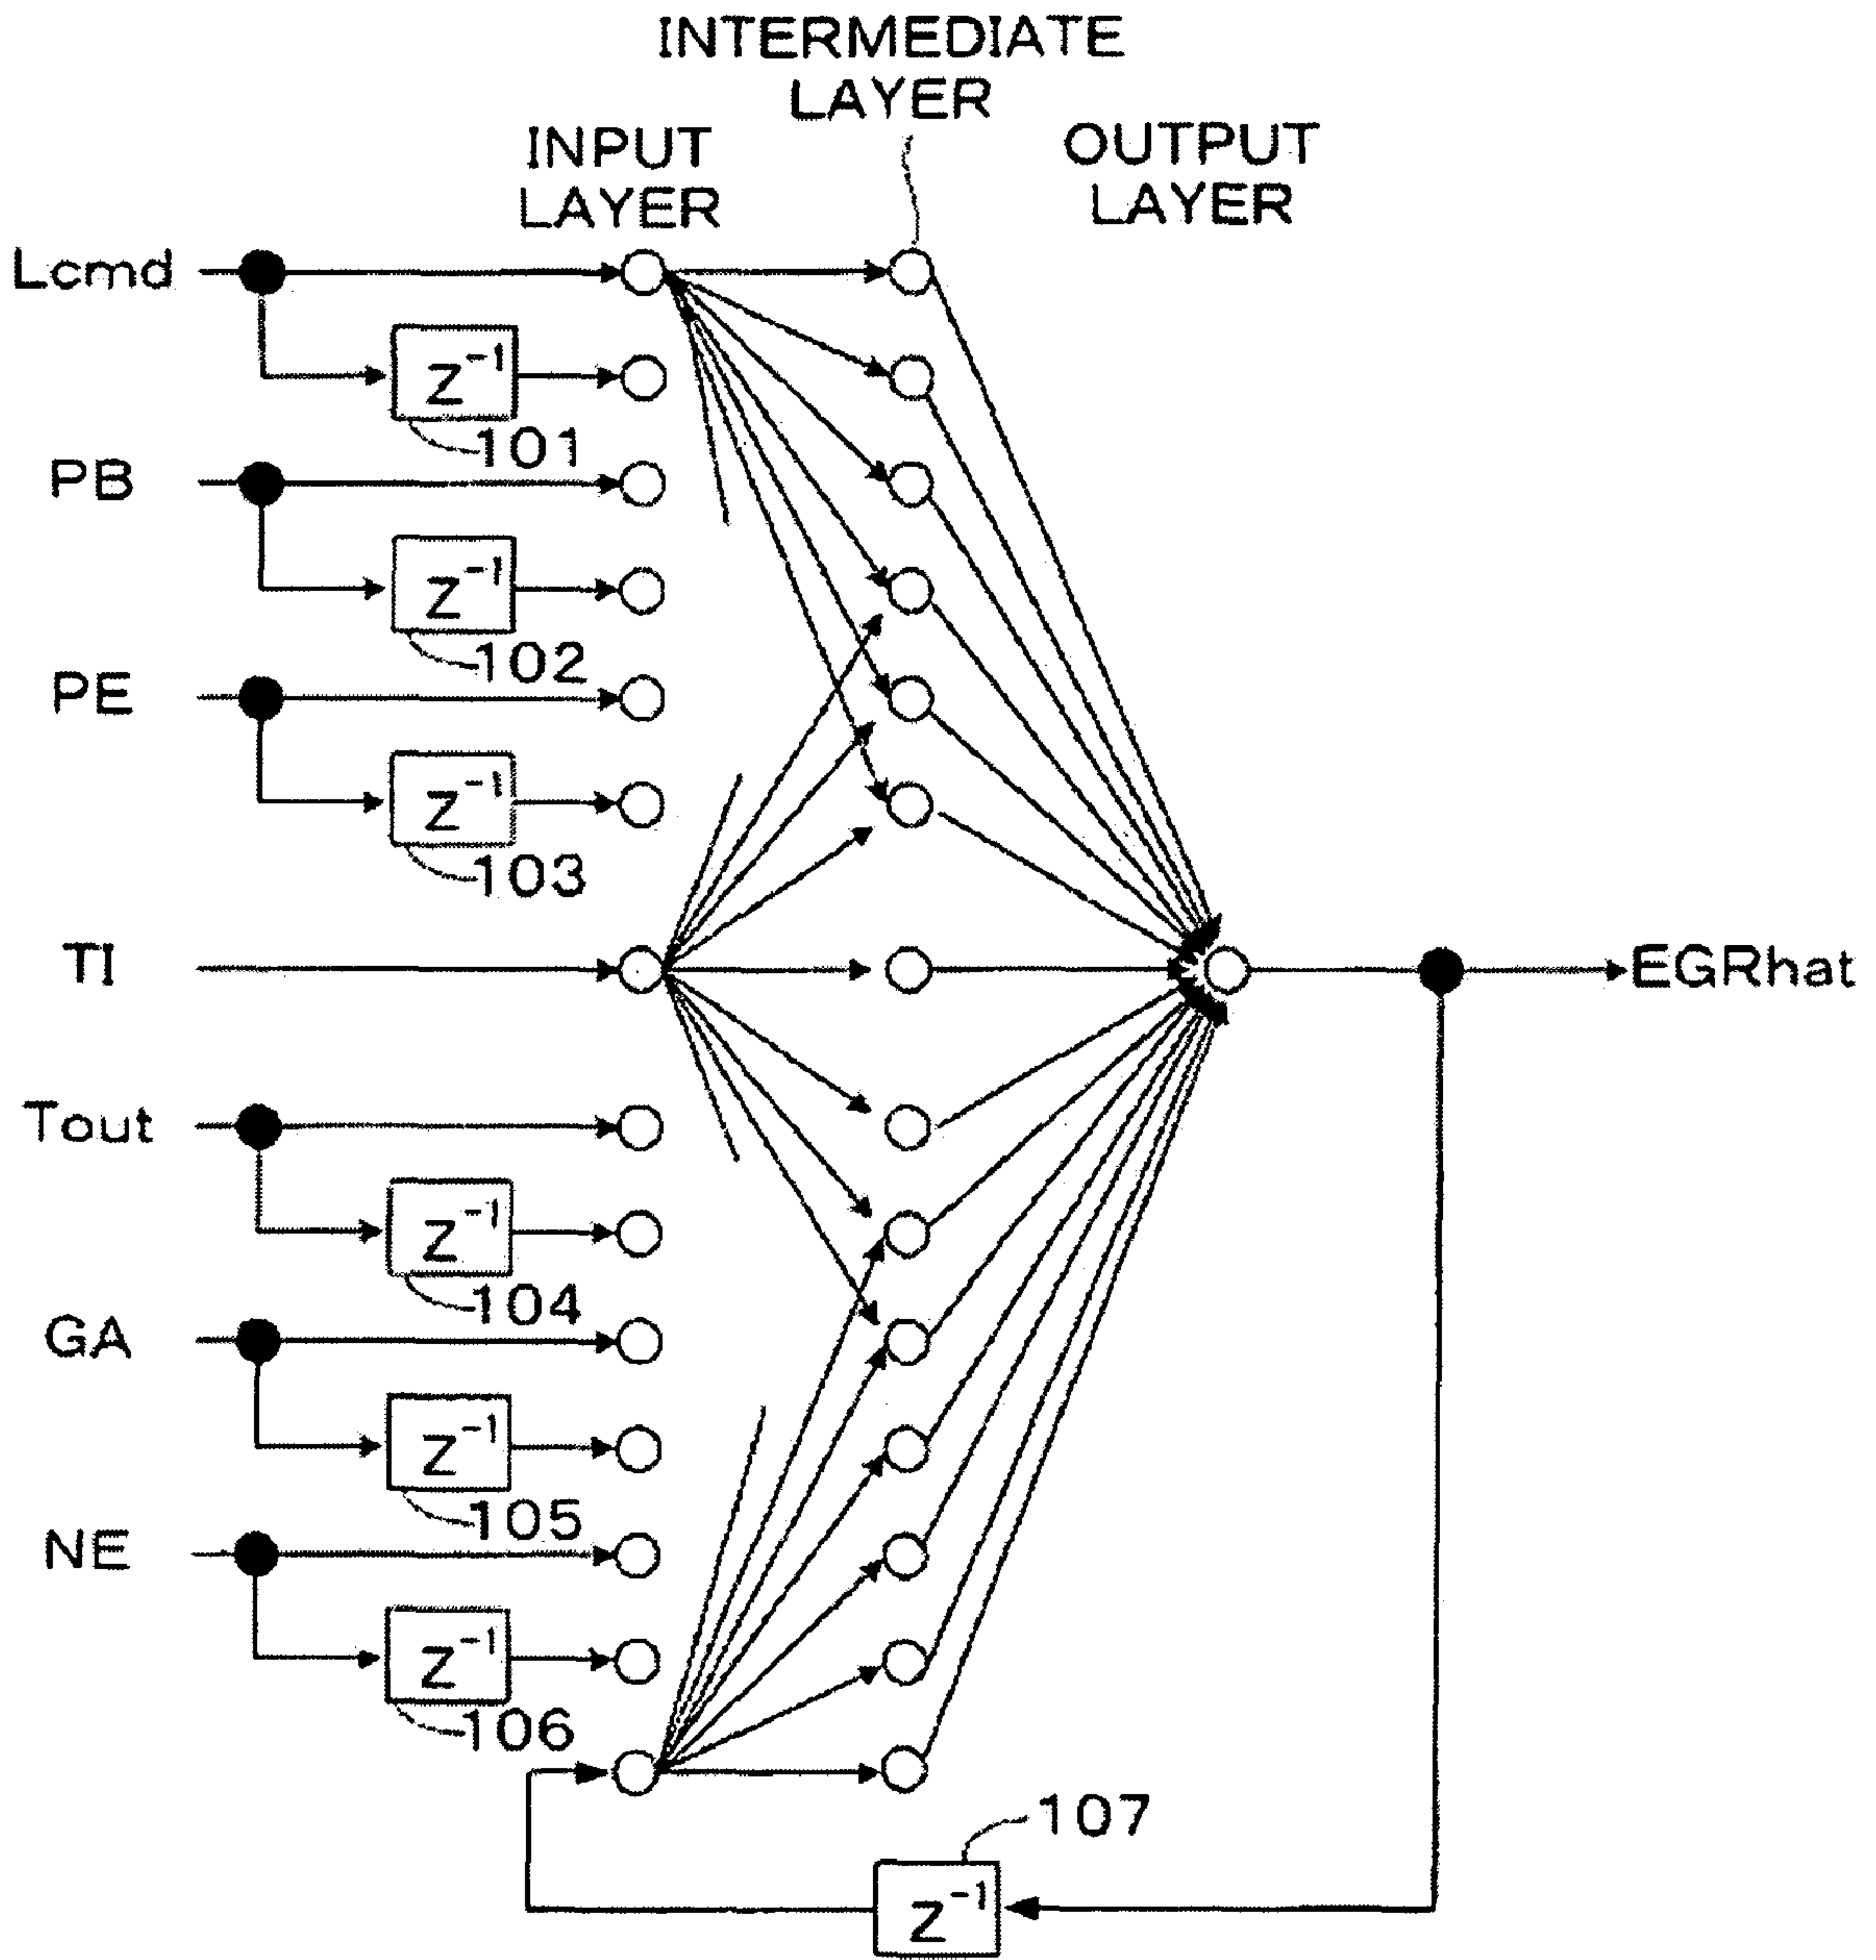 INTERMEDIATE
LAYER
INPUT
LAYER
OUTPUT
LAYER
Lcmd
Z⁻¹
101
PB
Z⁻¹
102
PE
Z⁻¹
103
TI
EGRhat
Tout
Z⁻¹
104
GA
Z⁻¹
105
NE
Z⁻¹
106
107
Z⁻¹